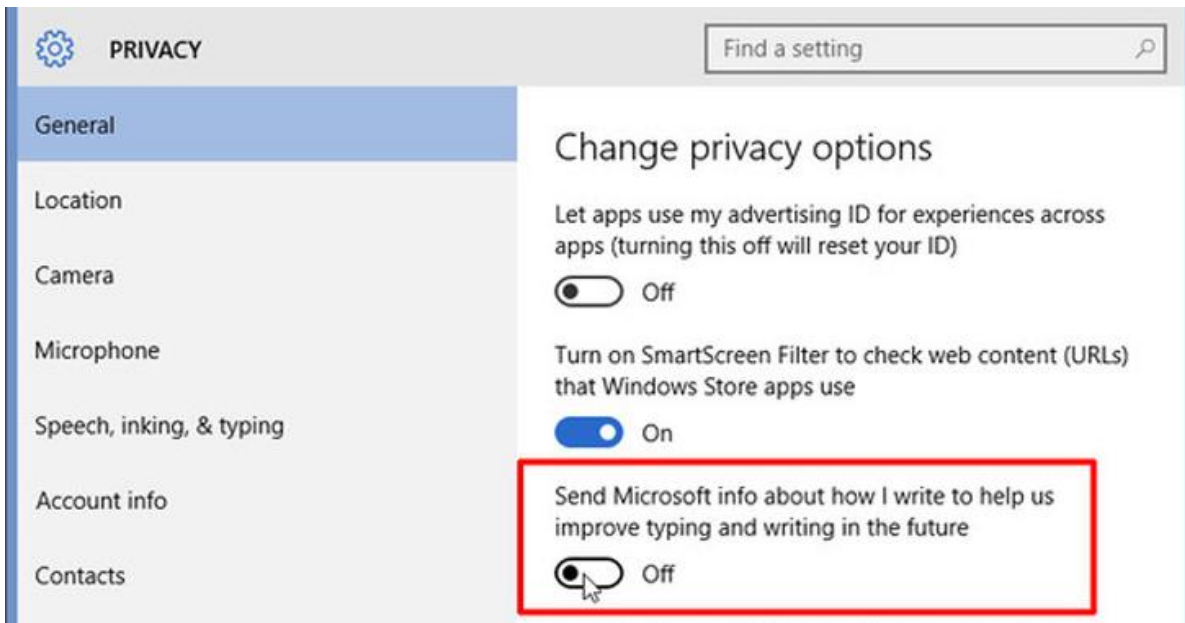 PRIVACY
Find a setting
General
Location
Camera
Microphone
Speech, inking, & typing
Account info
Contacts
Change privacy options
Let apps use my advertising ID for experiences across
apps (turning this off will reset your ID)
Off
Turn on SmartScreen Filter to check web content (URLs)
that Windows Store apps use
On
Send Microsoft info about how I write to help us
improve typing and writing in the future
Off